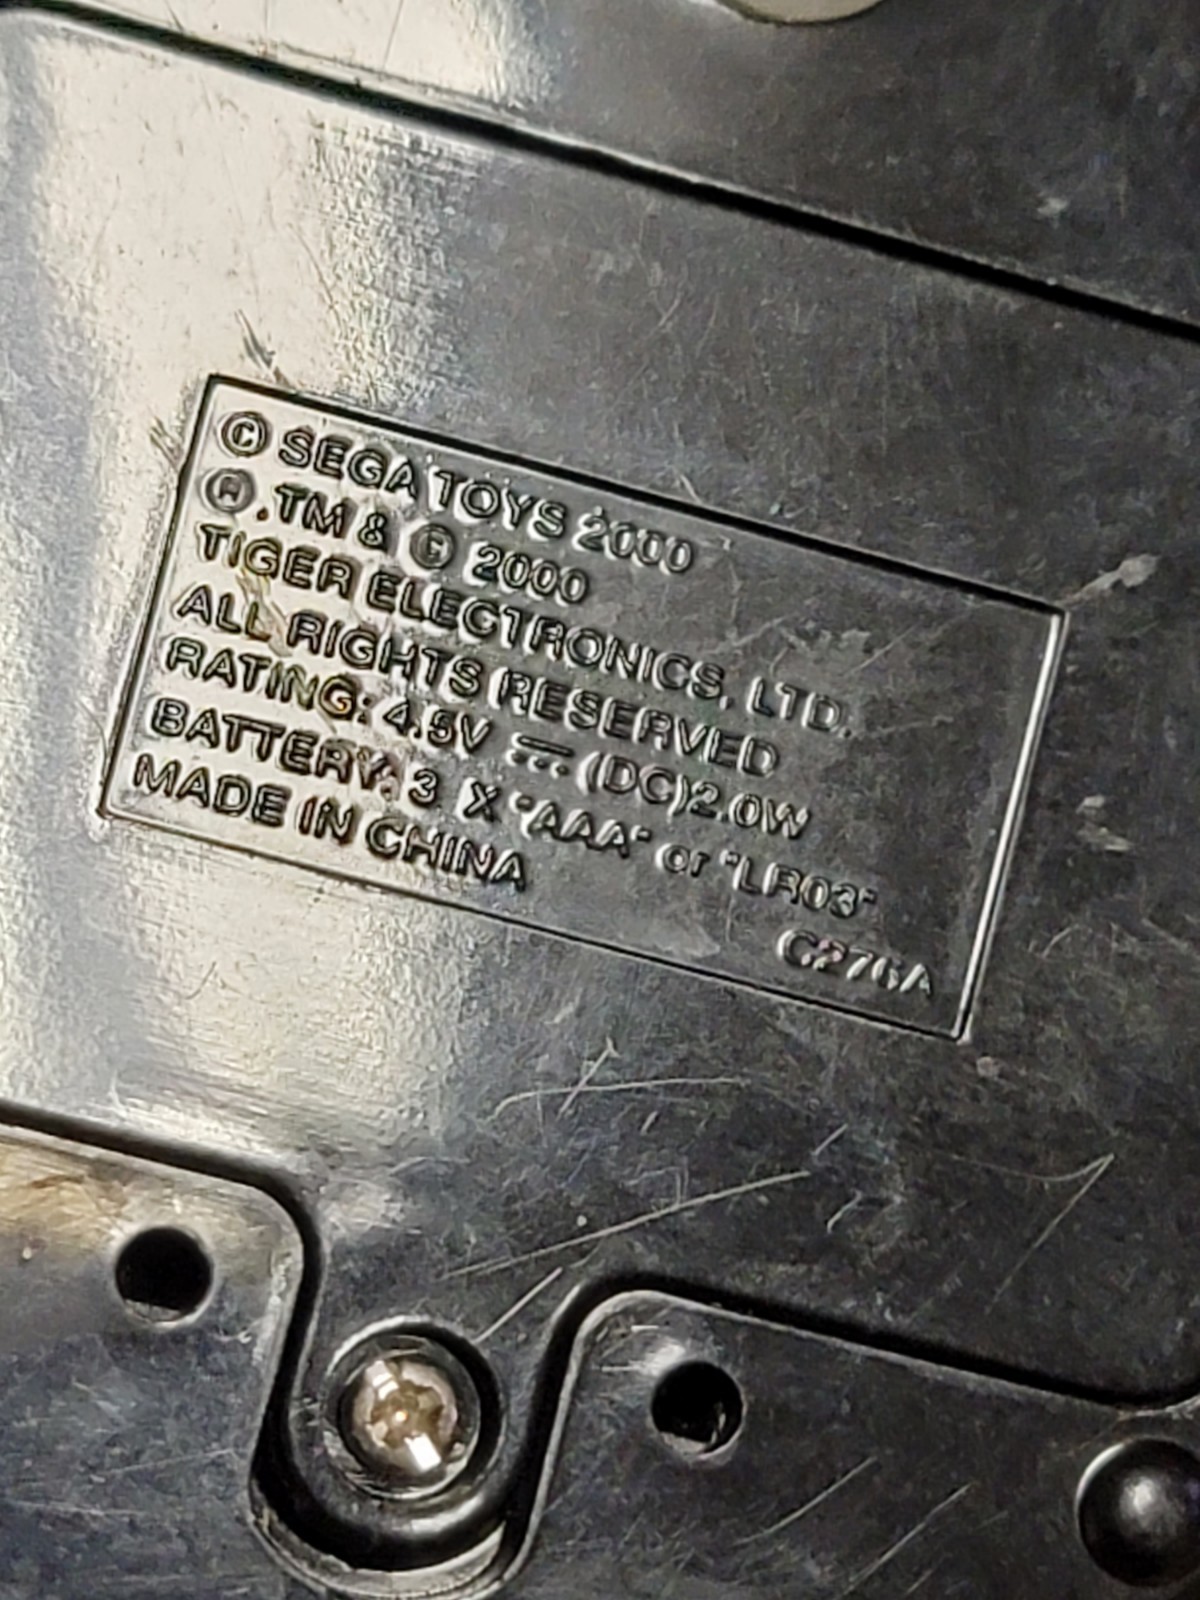 © SEGA TOYS 2000
®.TM & © 2000
TIGER ELECTRONICS, LTD.
ALL RIGHTS RESERVED
RATING: 4.5V ⎓ (DC)2.0W
BATTERY: 3 X "AAA" or "LR03"
MADE IN CHINA
C276A